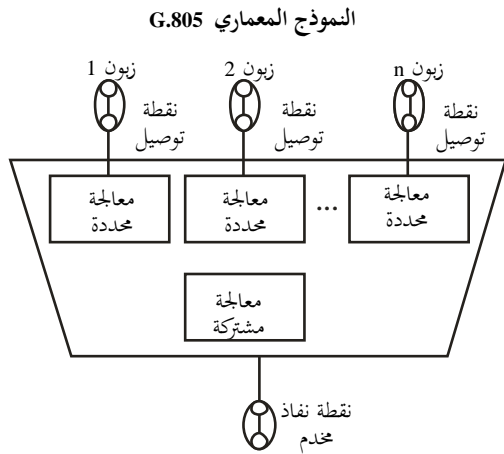 النموذج المعماري G.805
زبون 1
زبون 2
زبون n
نقطة
توصيل
نقطة
توصيل
نقطة
توصيل
معالجة
محددة
معالجة
محددة
...
معالجة
محددة
معالجة
مشتركة
نقطة نفاذ
مخدم